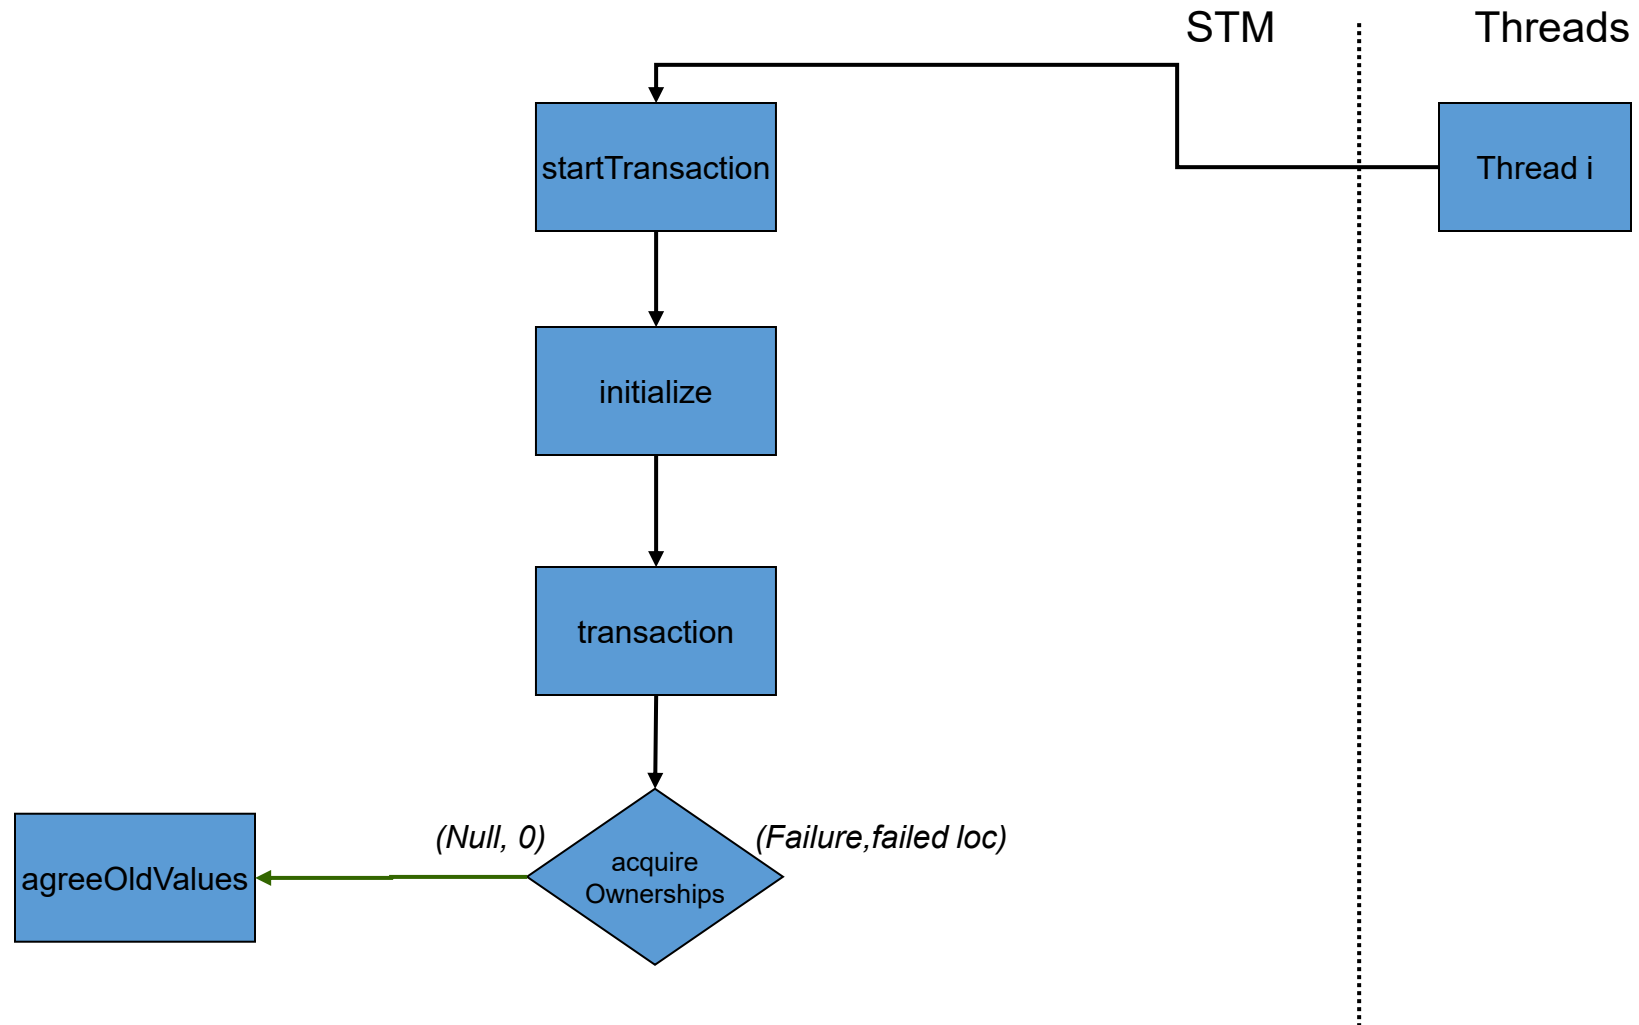 STM
Threads
startTransaction
Thread i
initialize
transaction
(Null, 0)
(Failure,failed loc)
acquire
Ownerships
agreeOldValues